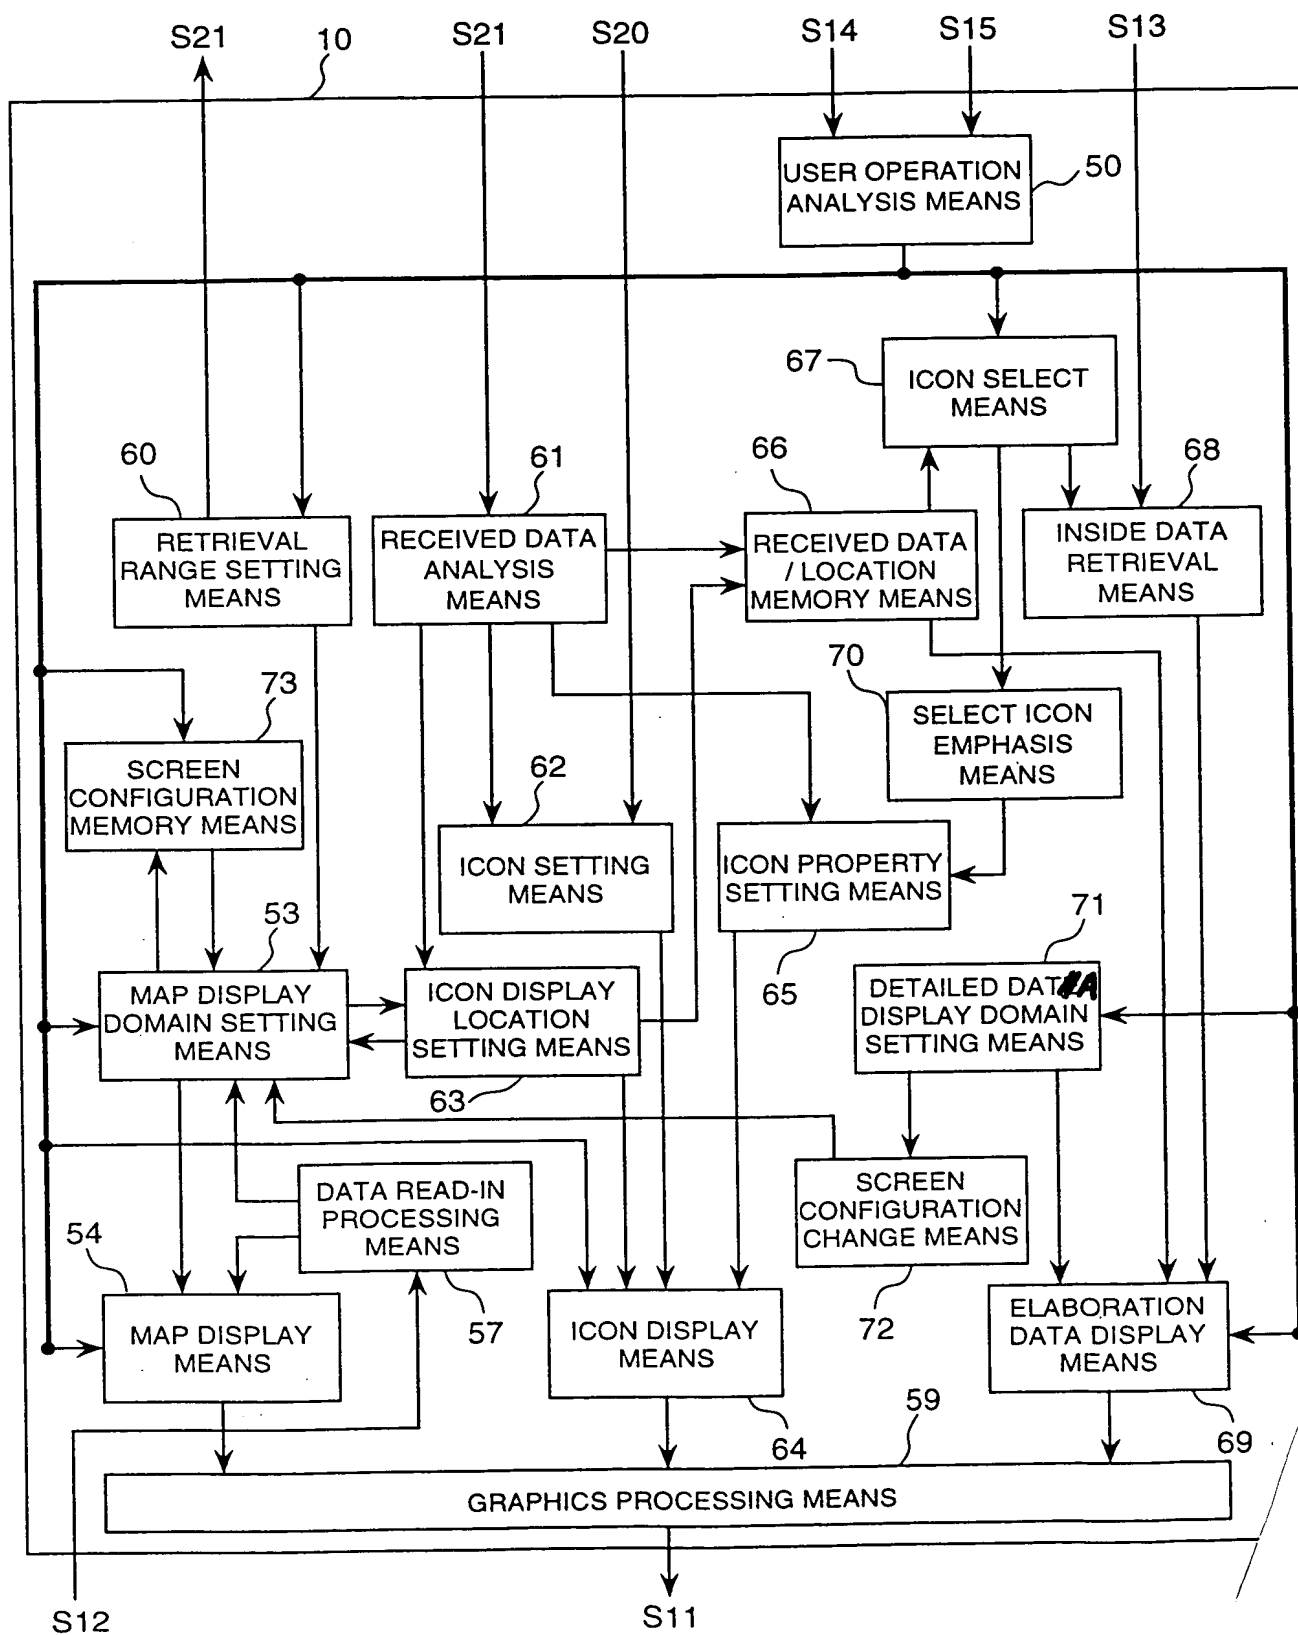 S21
10
S21
S20
S14
S15
S13
USER OPERATION
ANALYSIS MEANS
50
67
ICON SELECT
MEANS
60
61
66
68
RETRIEVAL
RANGE SETTING
MEANS
RECEIVED DATA
ANALYSIS
MEANS
RECEIVED DATA
/ LOCATION
MEMORY MEANS
INSIDE DATA
RETRIEVAL
MEANS
73
70
SCREEN
CONFIGURATION
MEMORY MEANS
62
SELECT ICON
EMPHASIS
MEANS
ICON SETTING
MEANS
ICON PROPERTY
SETTING MEANS
53
65
71
MAP DISPLAY
DOMAIN SETTING
MEANS
ICON DISPLAY
LOCATION
SETTING MEANS
63
DETAILED DATA
DISPLAY DOMAIN
SETTING MEANS
DATA READ-IN
PROCESSING
MEANS
57
SCREEN
CONFIGURATION
CHANGE MEANS
72
54
MAP DISPLAY
MEANS
ICON DISPLAY
MEANS
64
ELABORATION
DATA DISPLAY
MEANS
69
59
GRAPHICS PROCESSING MEANS
S12
S11